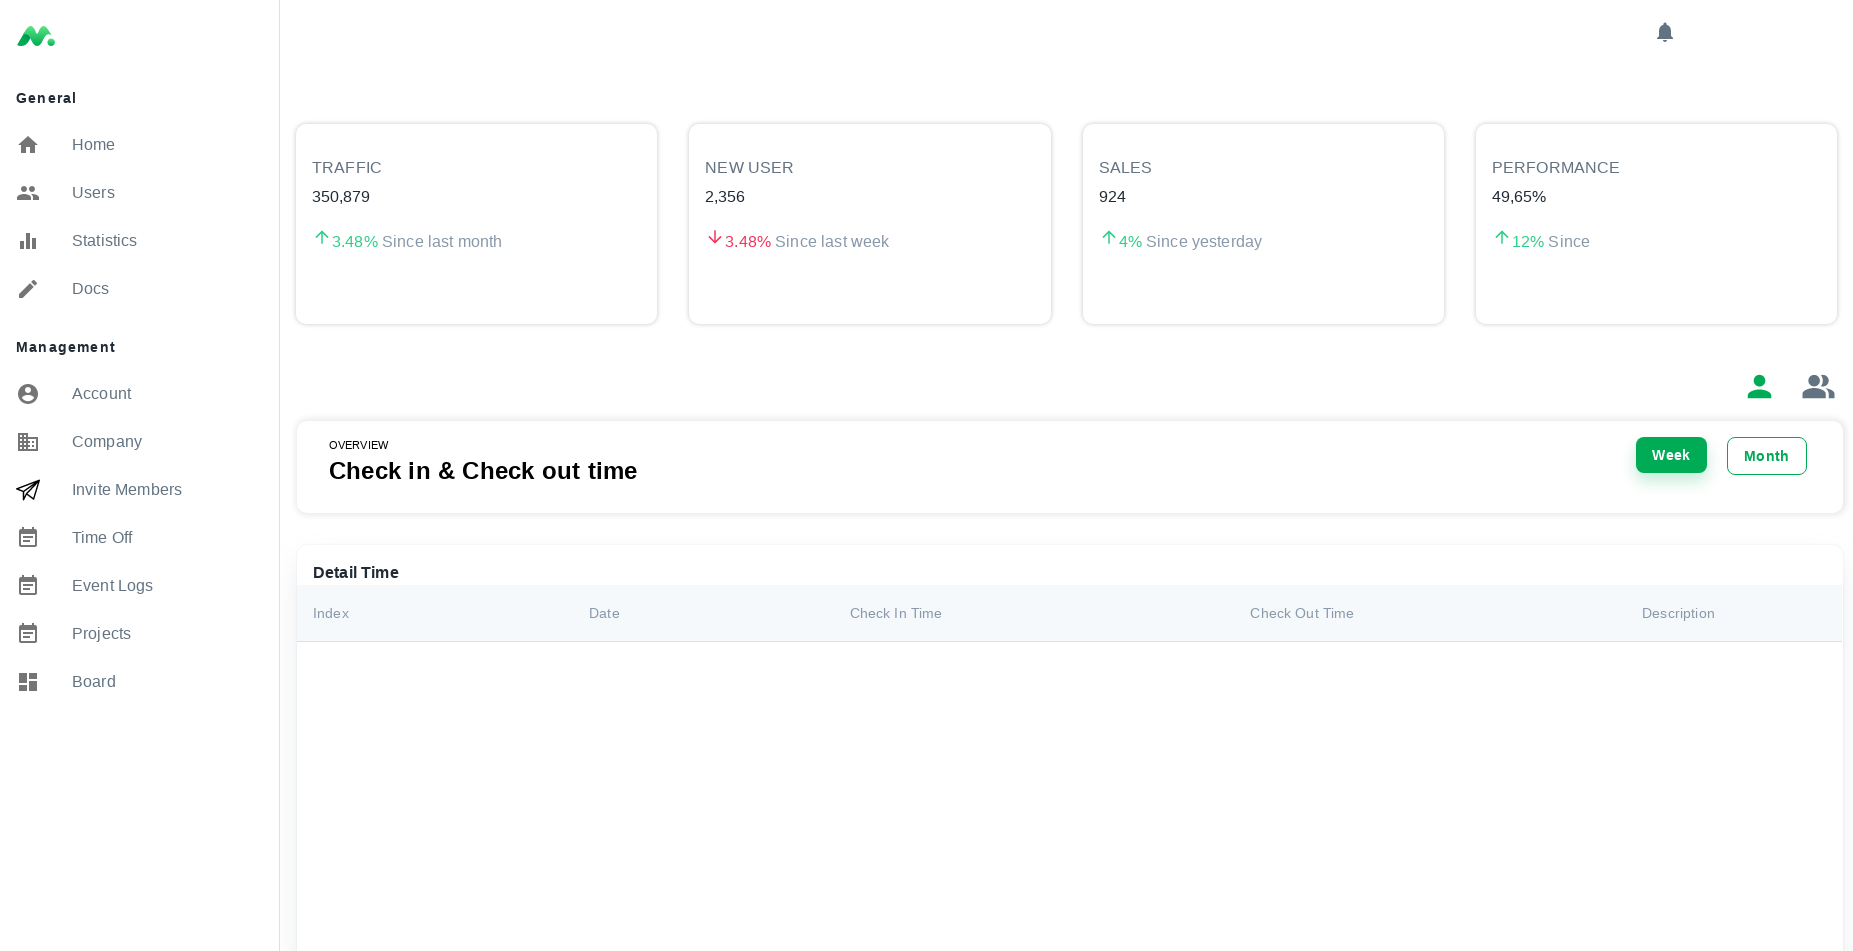 General
Home
Users
Statistics
Docs
Management
Account
Company
Invite Members
Time Off
Event Logs
Projects
Board
TRAFFIC
350,879
3.48% Since last month
NEW USER
2,356
3.48% Since last week
SALES
924
4% Since yesterday
PERFORMANCE
49,65%
12% Since
OVERVIEW
Check in & Check out time
Week
Month
Detail Time
Index
Date
Check In Time
Check Out Time
Description